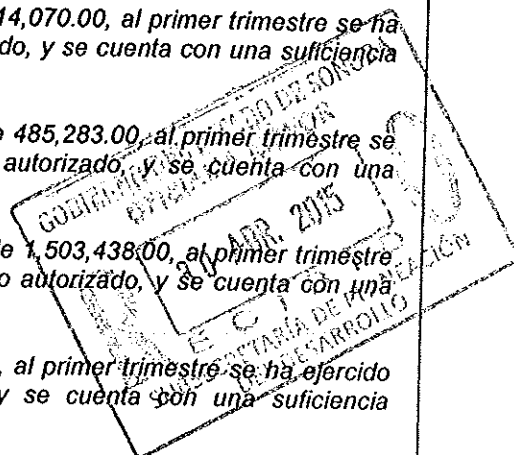 14,070.00, al primer trimestre se ha
do, y se cuenta con una suficiencia
485,283.00, al primer trimestre se
autorizado, y se cuenta con una
de 1,503,438.00, al primer trimestre
o autorizado, y se cuenta con una
, al primer trimestre se ha ejercido
y se cuenta con una suficiencia
GOBIERNO DEL ESTADO DE SONORA
OFICIALÍA MAYOR
ABR. 2015
RECIBIDO
SUBSECRETARÍA DE PLANEACIÓN
DEL DESARROLLO